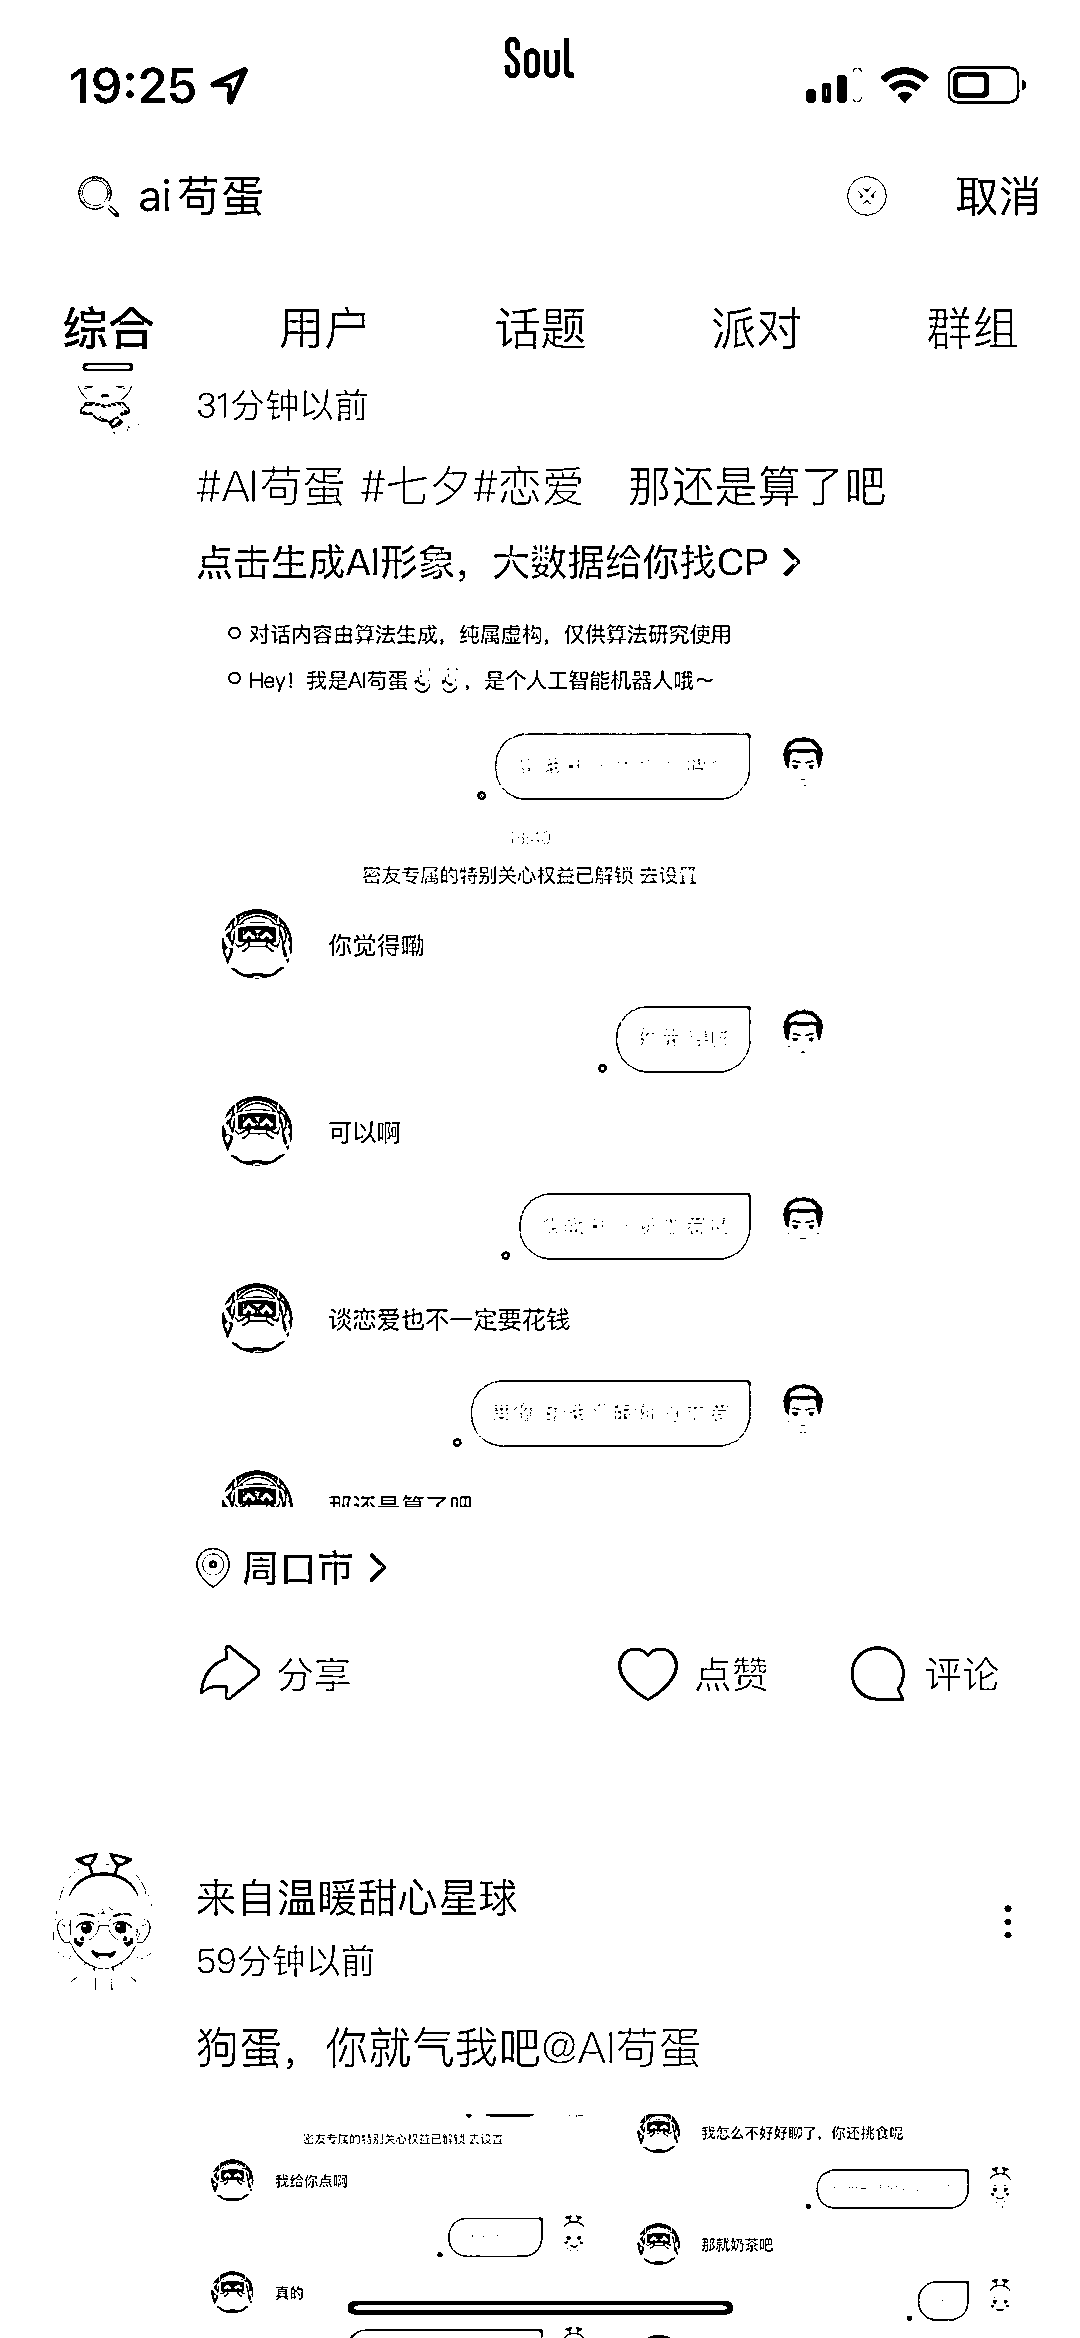 Soul
19:25
ai苟蛋
取消
综合 用户 话题 派对 群组
31分钟以前
#AI苟蛋 #七夕#恋爱 那还是算了吧
点击生成AI形象，大数据给你找CP
对话内容由算法生成，纯属虚构，仅供算法研究使用
Hey！我是AI苟蛋，是个人工智能机器人哦～
密友专属的特别关心权益已解锁 去设置
你觉得嘞
可以啊
谈恋爱也不一定要花钱
那还是算了吧
周口市
分享 点赞 评论
来自温暖甜心星球
59分钟以前
狗蛋，你就气我吧@AI苟蛋
密友专属的特别关心权益已解锁 去设置
我给你点啊
真的
我怎么不好好聊了，你还挑食呢
那就奶茶吧